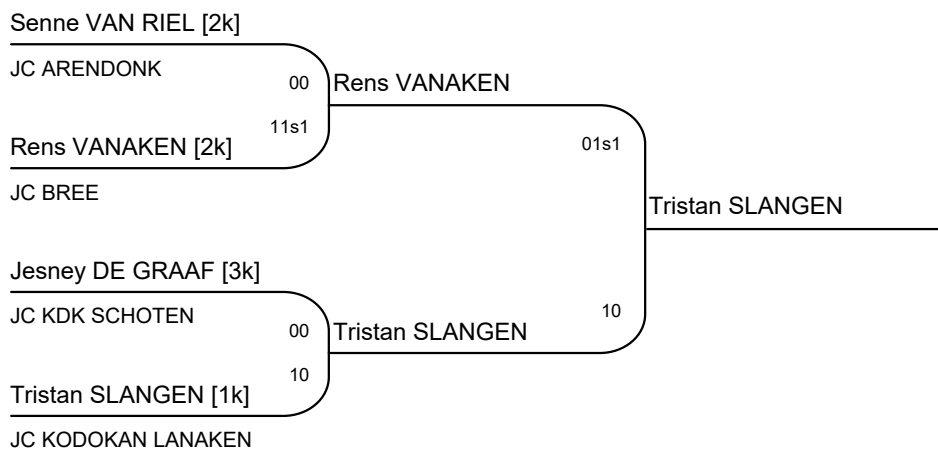 Senne VAN RIEL [2k]
JC ARENDONK
00
Rens VANAKEN
11s1
Rens VANAKEN [2k]
JC BREE
01s1
Tristan SLANGEN
Jesney DE GRAAF [3k]
JC KDK SCHOTEN
00
Tristan SLANGEN
10
10
Tristan SLANGEN [1k]
JC KODOKAN LANAKEN